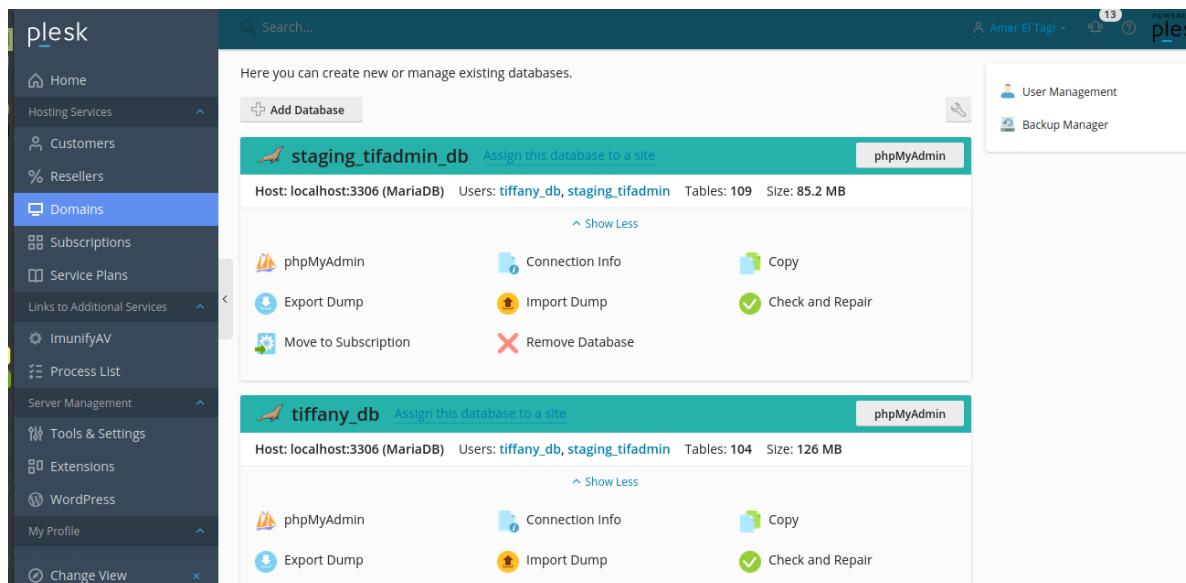 plesk
Search...
Amer El Tagi
13
Home
Hosting Services
Customers
Resellers
Domains
Subscriptions
Service Plans
Links to Additional Services
ImunifyAV
Process List
Server Management
Tools & Settings
Extensions
WordPress
My Profile
Change View
Here you can create new or manage existing databases.
Add Database
staging_tifadmin_db Assign this database to a site phpMyAdmin
Host: localhost:3306 (MariaDB) Users: tiffany_db, staging_tifadmin Tables: 109 Size: 85.2 MB
Show Less
phpMyAdmin Connection Info Copy
Export Dump Import Dump Check and Repair
Move to Subscription Remove Database
tiffany_db Assign this database to a site phpMyAdmin
Host: localhost:3306 (MariaDB) Users: tiffany_db, staging_tifadmin Tables: 104 Size: 126 MB
Show Less
phpMyAdmin Connection Info Copy
Export Dump Import Dump Check and Repair
User Management
Backup Manager